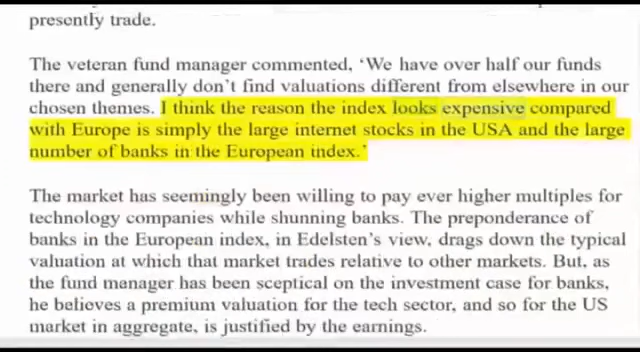 presently trade.
The veteran fund manager commented, ‘We have over half our funds
there and generally don’t find valuations different from elsewhere in our
chosen themes. I think the reason the index looks expensive compared
with Europe is simply the large internet stocks in the USA and the large
number of banks in the European index.’
The market has seemingly been willing to pay ever higher multiples for
technology companies while shunning banks. The preponderance of
banks in the European index, in Edelsten’s view, drags down the typical
valuation at which that market trades relative to other markets. But, as
the fund menager has been sceptical on the investment case for banks,
he believes a premium valuation for the tech sector, and so for the US
market in aggregate, is justified by the earnings.